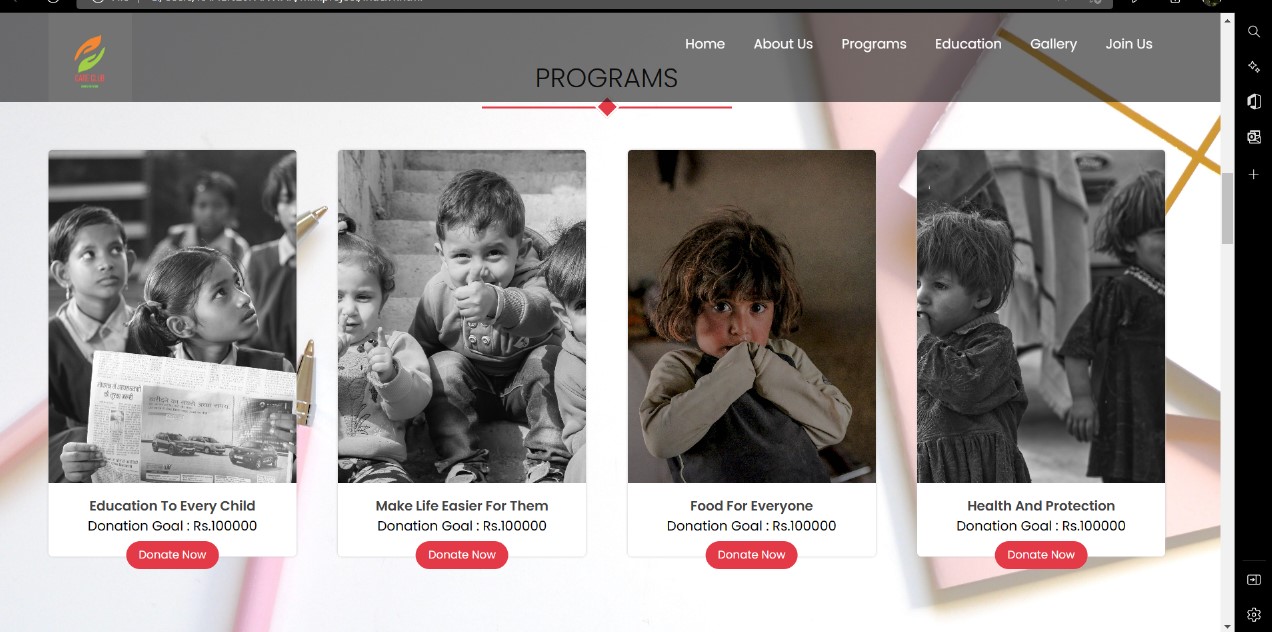 Home About Us Programs Education Gallery Join Us
CARE CLUB
PROGRAMS
Education To Every Child
Donation Goal : Rs.100000
Donate Now
Make Life Easier For Them
Donation Goal : Rs.100000
Donate Now
Food For Everyone
Donation Goal : Rs.100000
Donate Now
Health And Protection
Donation Goal : Rs.100000
Donate Now